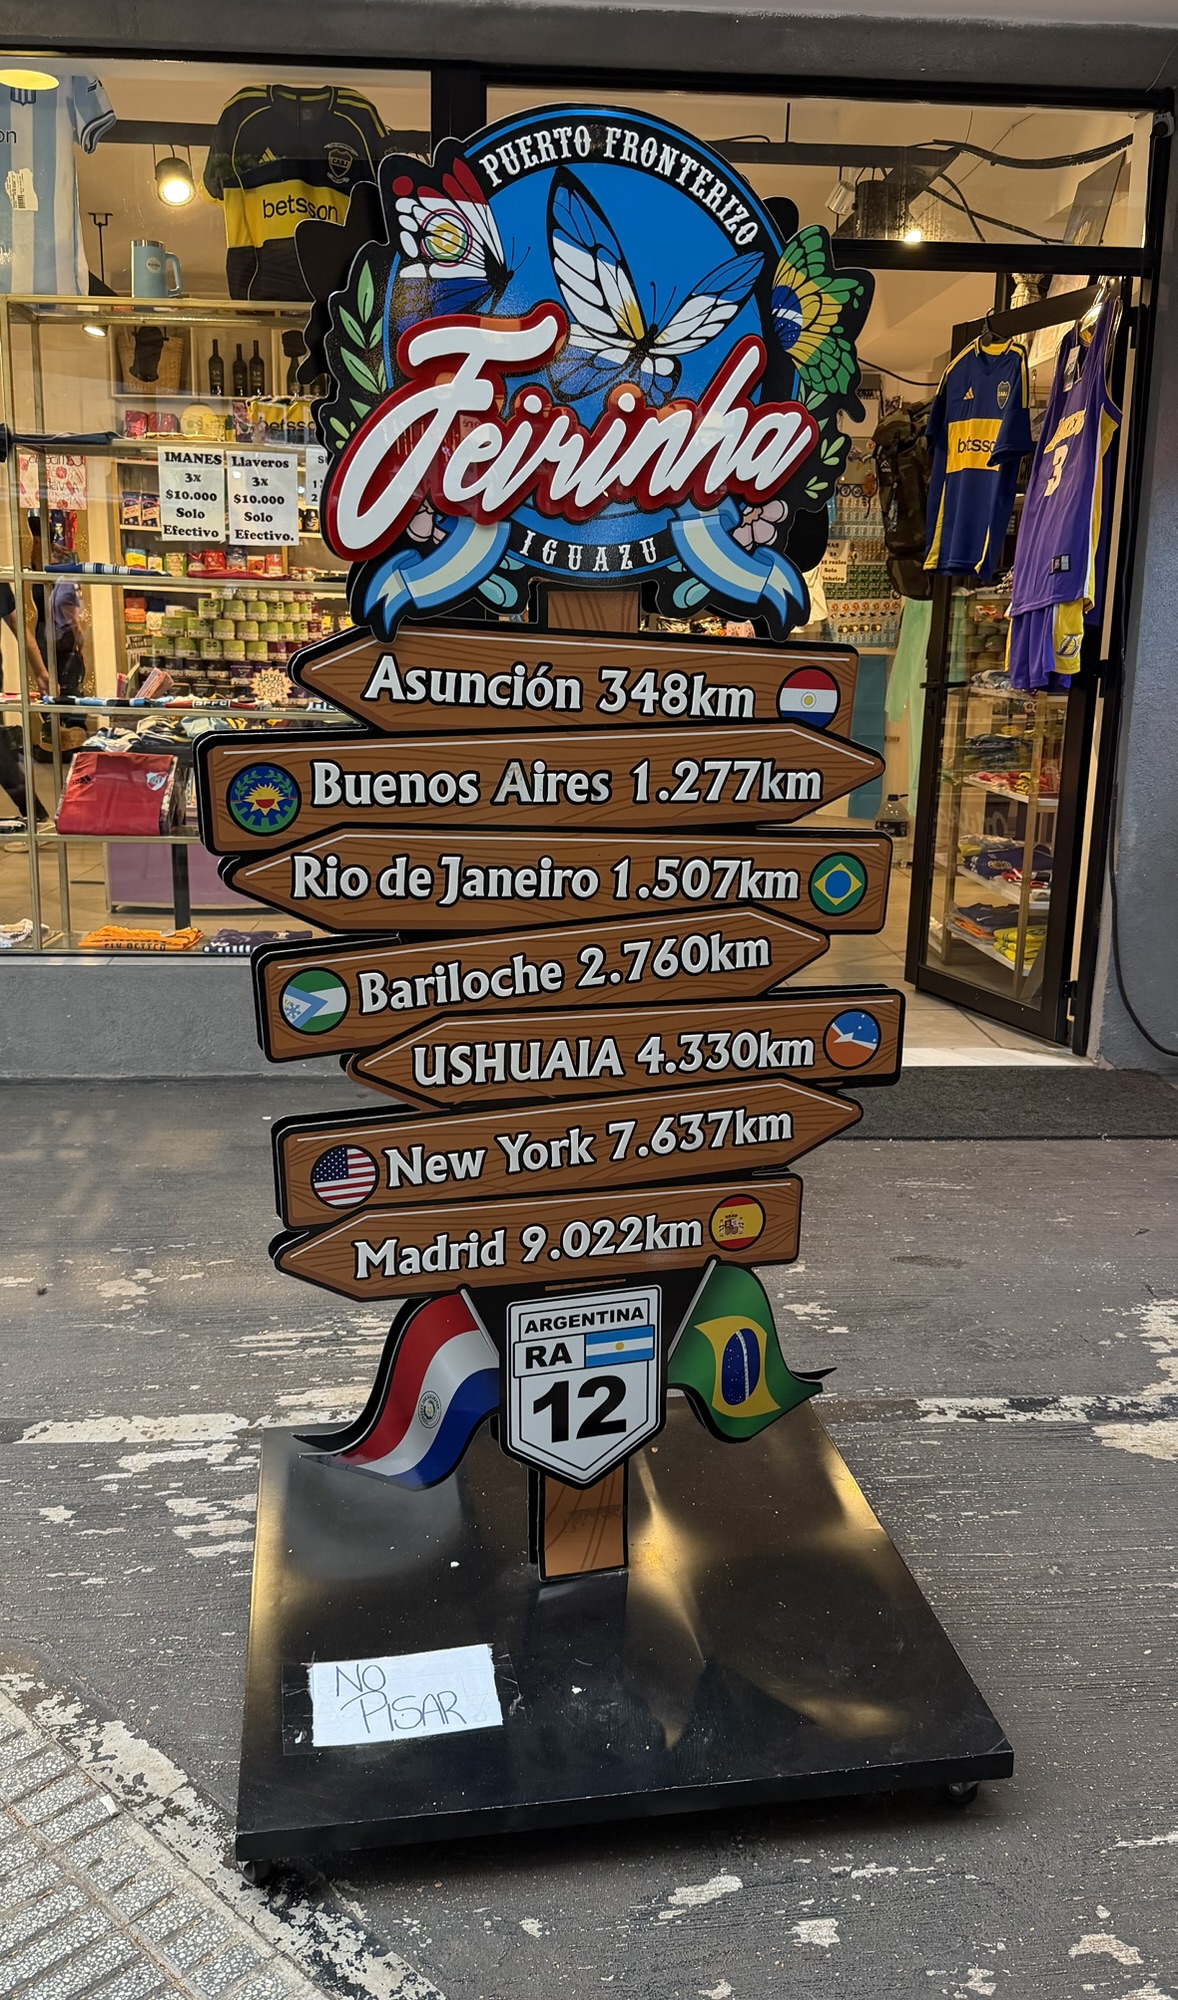 PUERTO FRONTERIZO
Feirinha
IGUAZU
Asunción 348km
Buenos Aires 1.277km
Rio de Janeiro 1.507km
Bariloche 2.760km
USHUAIA 4.330km
New York 7.637km
Madrid 9.022km
ARGENTINA
RA
12
NO
PISAR
betsson
IMANES
3x
$10.000
Solo
Efectivo
Llaveros
3x
$10.000
Solo
Efectivo.
betsson
3